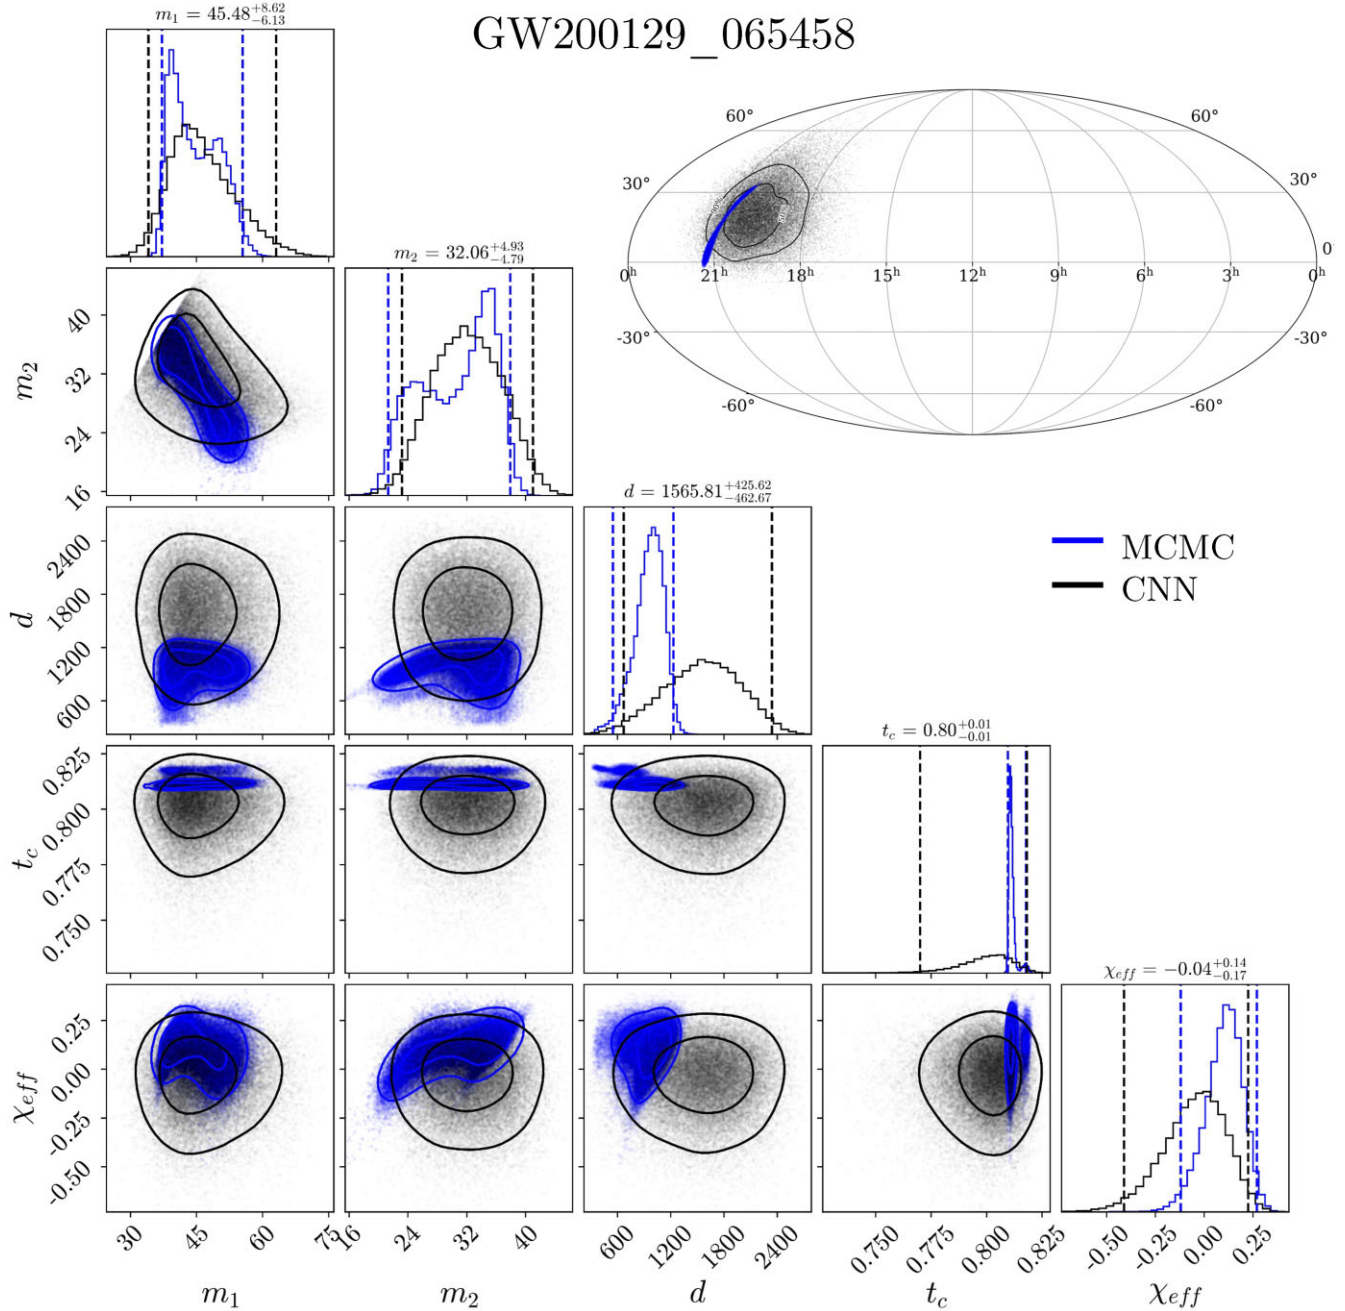 GW200129_065458
m₁ = 45.48⁺⁸·⁶²₋₆.₁₃
60° 60°
30° 30°
0ʰ 21ʰ 18ʰ 15ʰ 12ʰ 9ʰ 6ʰ 3ʰ 0ʰ 0
-30° -30°
-60° -60°
m₂ = 32.06⁺⁴·⁹³₋₄.₇₉
m₂
40
32
24
16
d = 1565.81⁺⁴²⁵·⁶²₋₄₆₂.₆₇
MCMC
CNN
d
2400
1800
1200
600
t_c = 0.80⁺⁰·⁰¹₋₀.₀₁
t_c
0.825
0.800
0.775
0.750
χ_eff = −0.04⁺⁰·¹⁴₋₀.₁₇
χ_eff
0.25
0.00
-0.25
-0.50
30 45 60 75
16 24 32 40
600 1200 1800 2400
0.750 0.775 0.800 0.825
-0.50 -0.25 0.00 0.25
m₁ m₂ d t_c χ_eff